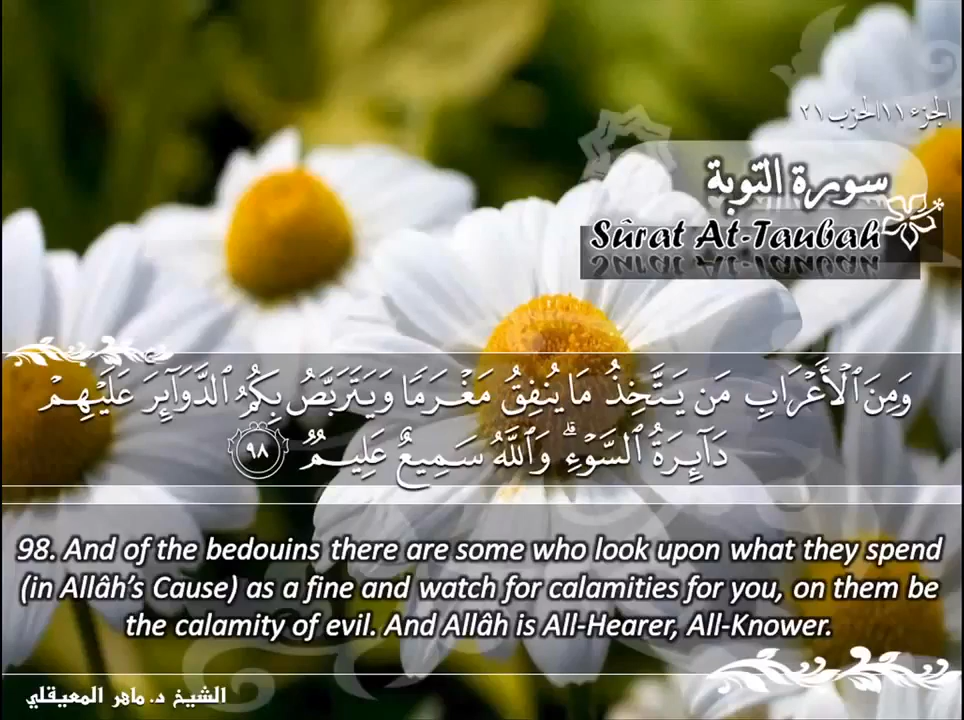 الجزء ١١ الحزب ٢١
سورة التوبة
Sûrat At-Taubah
وَمِنَ ٱلْأَعْرَابِ مَن يَتَّخِذُ مَا يُنفِقُ مَغْرَمًا وَيَتَرَبَّصُ بِكُمُ ٱلدَّوَآئِرَ عَلَيْهِمْ
دَآئِرَةُ ٱلسَّوْءِ ۗ وَٱللَّهُ سَمِيعٌ عَلِيمٌ ٩٨
98. And of the bedouins there are some who look upon what they spend
(in Allâh’s Cause) as a fine and watch for calamities for you, on them be
the calamity of evil. And Allâh is All-Hearer, All-Knower.
الشيخ د. ماهر المعيقلي